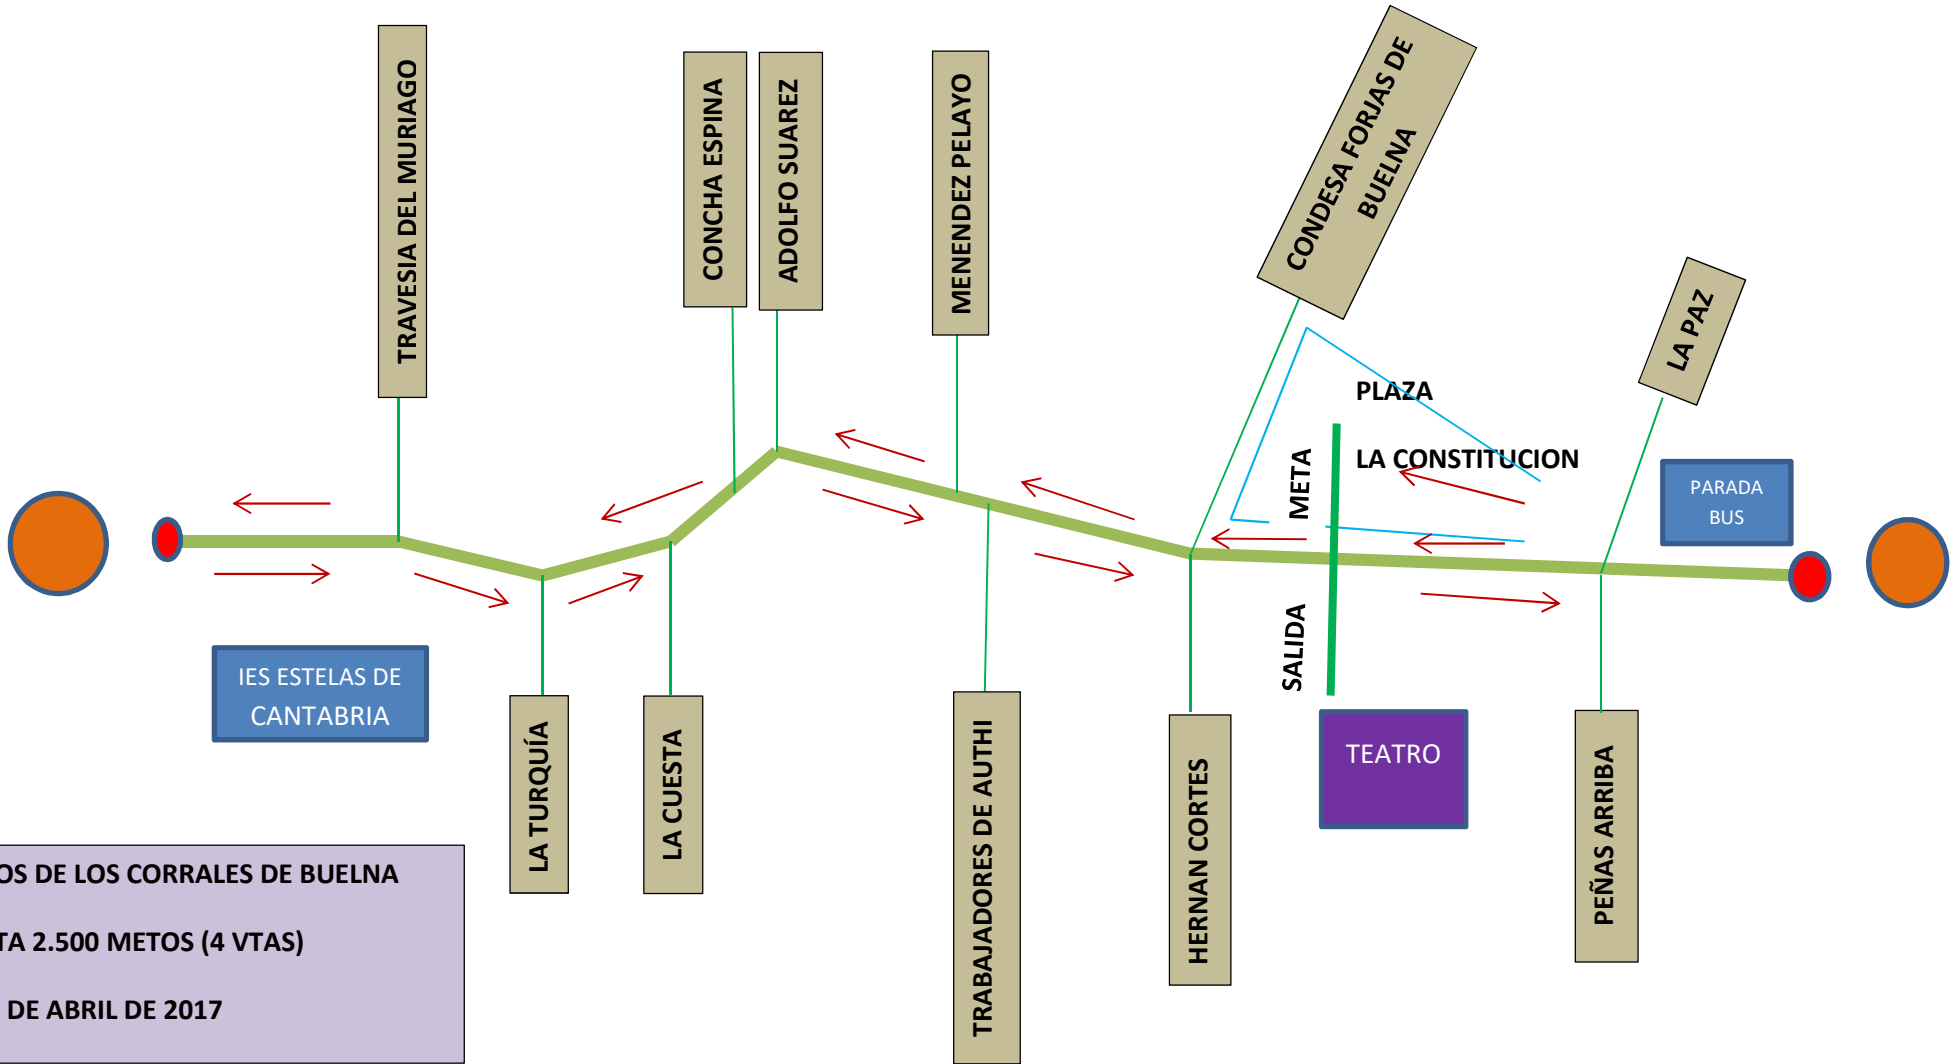 TRAVESIA DEL MURIAGO
CONCHA ESPINA
ADOLFO SUAREZ
MENENDEZ PELAYO
CONDESA FORJAS DE
BUELNA
LA PAZ
PLAZA
LA CONSTITUCION
META
SALIDA
PARADA
BUS
IES ESTELAS DE
CANTABRIA
LA TURQUÍA
LA CUESTA
TRABAJADORES DE AUTHI
HERNAN CORTES
TEATRO
PEÑAS ARRIBA
OS DE LOS CORRALES DE BUELNA
TA 2.500 METOS (4 VTAS)
DE ABRIL DE 2017